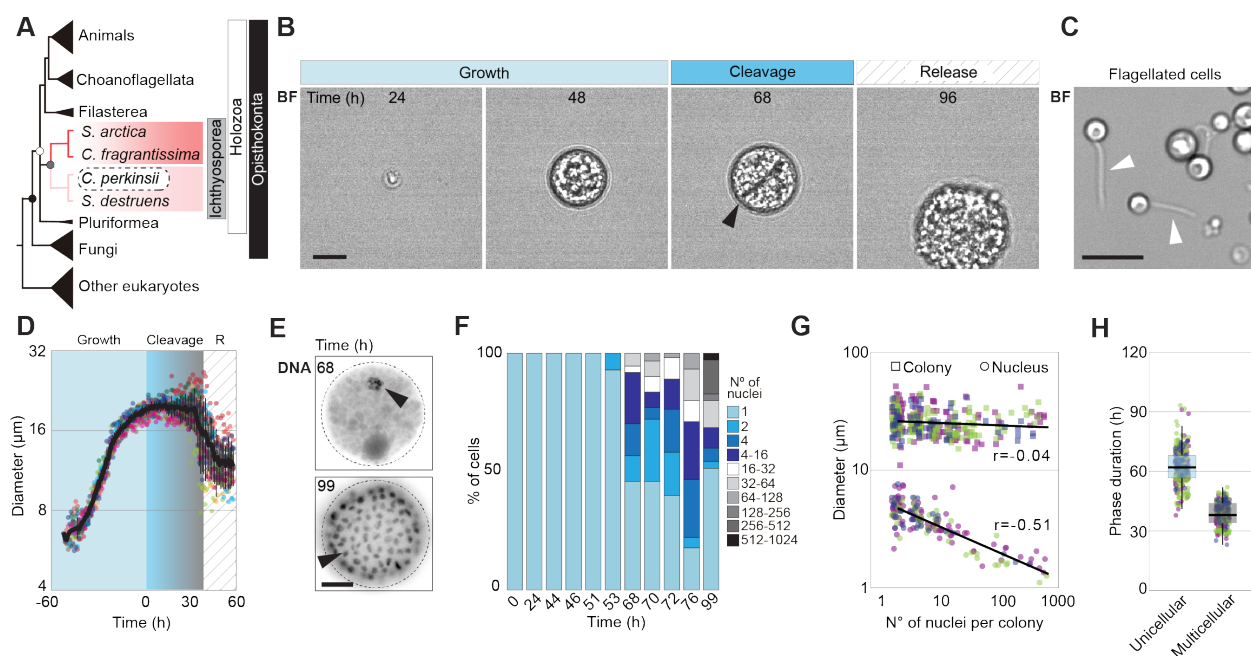 A
Animals
Choanoflagellata
Filasterea
S. arctica
C. fragrantissima
C. perkinsii
S. destruens
Pluriformea
Fungi
Other eukaryotes
Ichthyosporea
Holozoa
Opisthokonta
B
Growth
Cleavage
Release
BF
Time (h)
24
48
68
96
C
Flagellated cells
BF
D
Growth
Cleavage
R
32
16
8
4
Diameter (µm)
-60
0
30
60
Time (h)
E
Time (h)
DNA
68
99
F
100
50
0
% of cells
0
24
44
46
51
53
68
70
72
76
99
Time (h)
Nº of
nuclei
1
2
4
4-16
16-32
32-64
64-128
128-256
256-512
512-1024
G
Colony
Nucleus
100
10
1
Diameter (µm)
r=-0.04
r=-0.51
1
10
100
1000
N° of nuclei per colony
H
120
90
60
30
0
Phase duration (h)
Unicellular
Multicellular